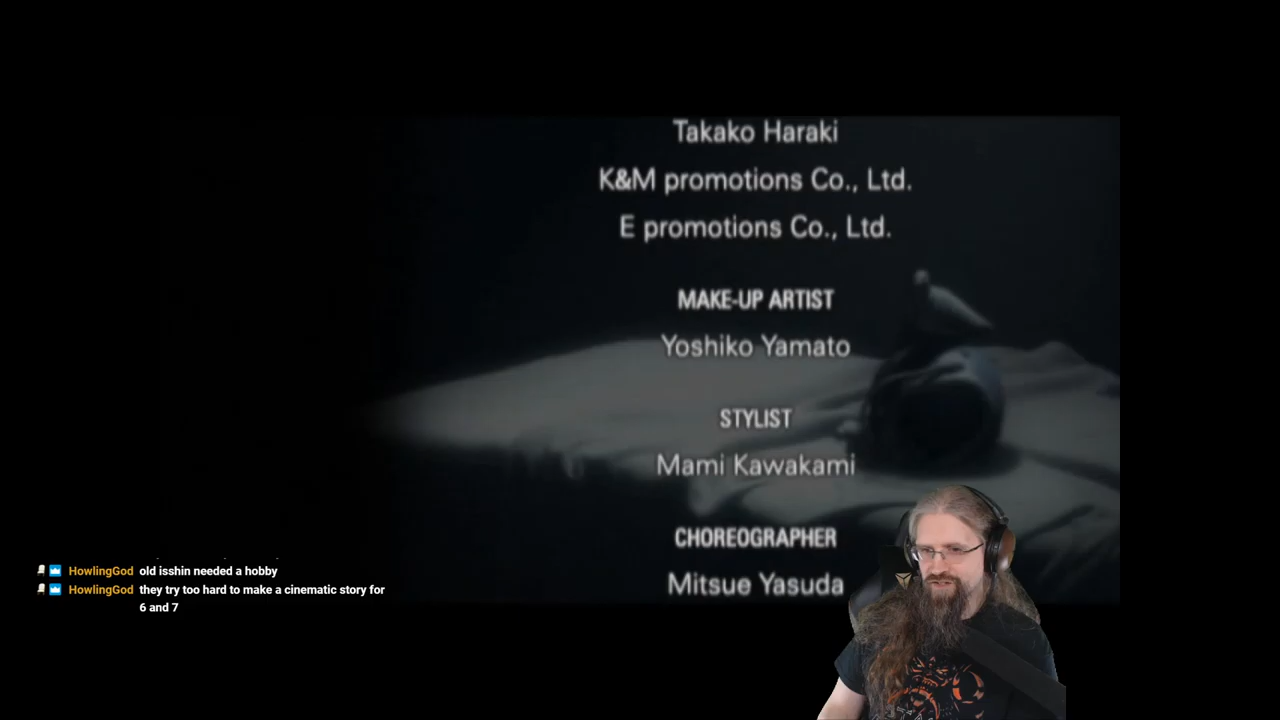 Takako Haraki
K&M promotions Co., Ltd.
E promotions Co., Ltd.
MAKE-UP ARTIST
Yoshiko Yamato
STYLIST
Mami Kawakami
CHOREOGRAPHER
Mitsue Yasuda
HowlingGod old isshin needed a hobby
HowlingGod they try too hard to make a cinematic story for
6 and 7